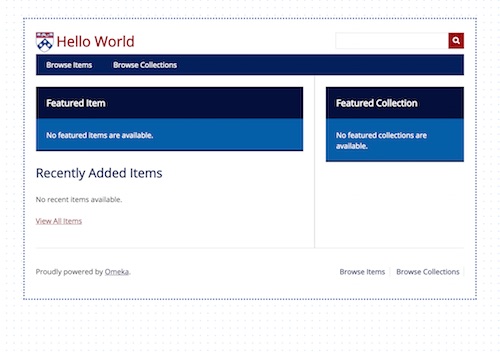 Hello World
Browse Items Browse Collections
Featured Item
No featured items are available.
Featured Collection
No featured collections are
available.
Recently Added Items
No recent items available.
View All Items
Proudly powered by Omeka.
Browse Items Browse Collections